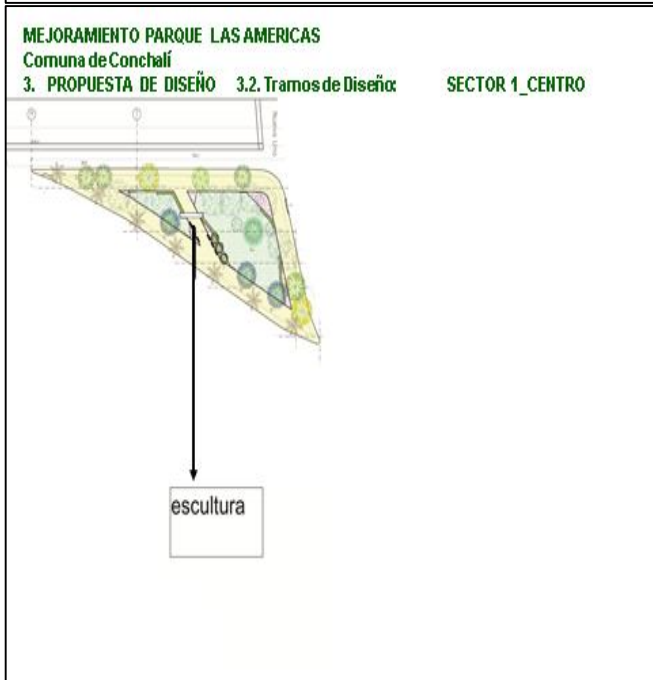 MEJORAMIENTO PARQUE LAS AMERICAS
Comuna de Conchalí
3. PROPUESTA DE DISEÑO 3.2. Tramos de Diseño: SECTOR 1_CENTRO
escultura